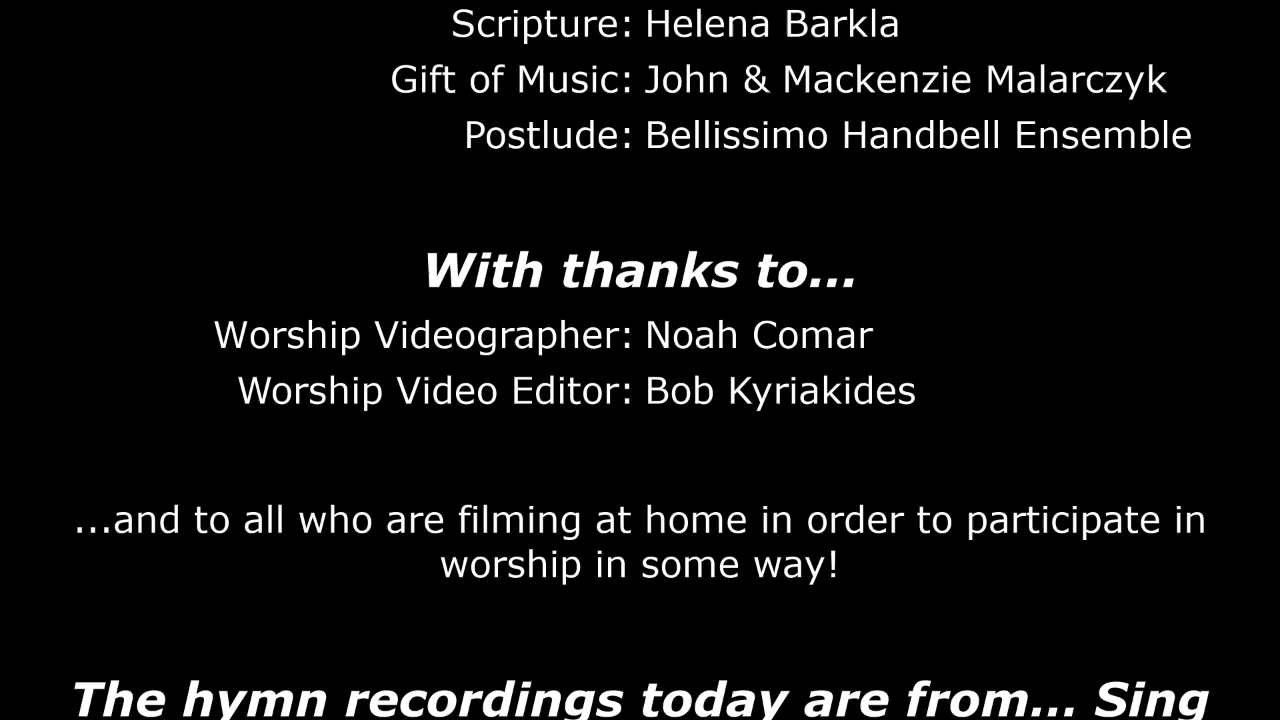 Scripture: Helena Barkla
Gift of Music: John & Mackenzie Malarczyk
Postlude: Bellissimo Handbell Ensemble
With thanks to...
Worship Videographer: Noah Comar
Worship Video Editor: Bob Kyriakides
...and to all who are filming at home in order to participate in
worship in some way!
The hymn recordings today are from... Sing